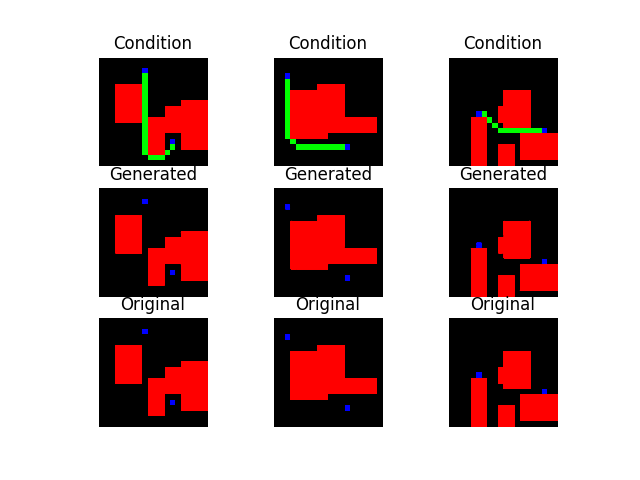 Condition Condition Condition
Generated Generated Generated
Original Original Original